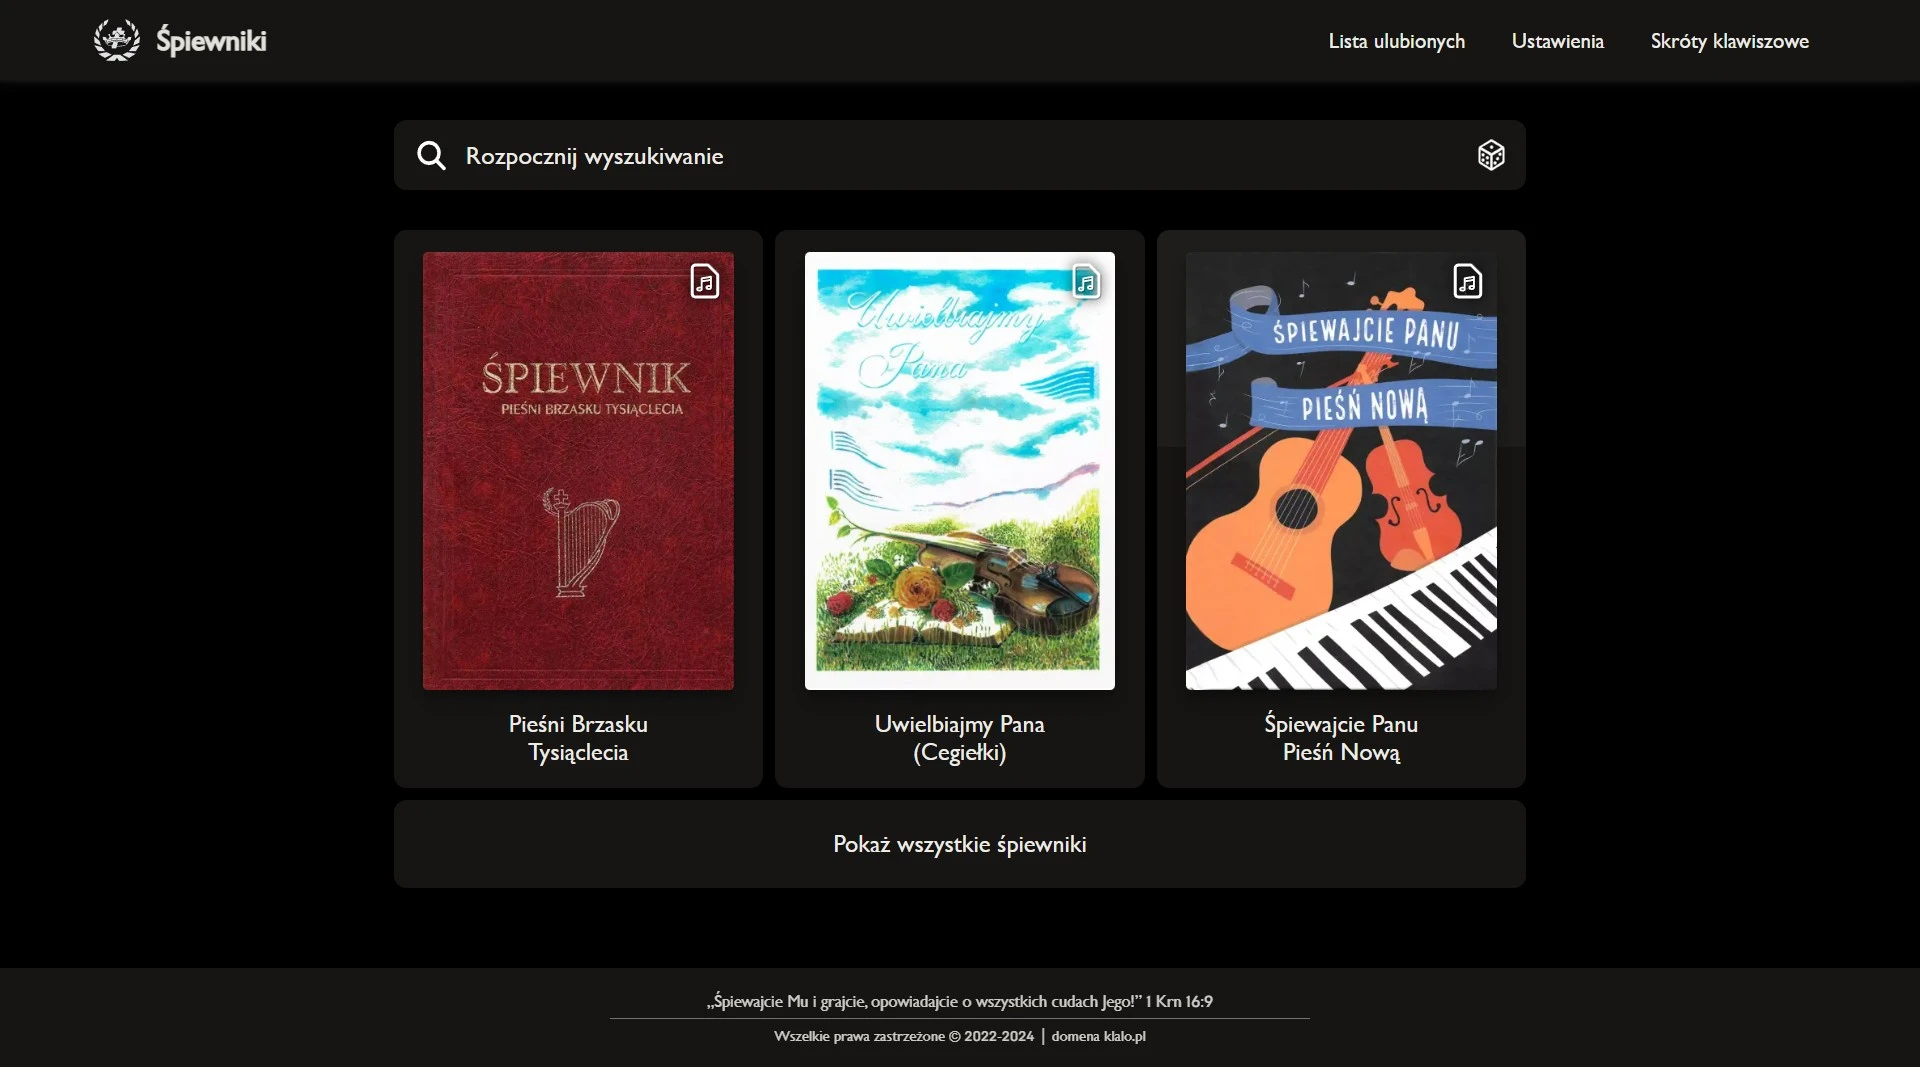 Śpiewniki
Lista ulubionych
Ustawienia
Skróty klawiszowe
Rozpocznij wyszukiwanie
ŚPIEWNIK
PIEŚNI BRZASKU TYSIĄCLECIA
Pieśni Brzasku
Tysiąclecia
Uwielbiajmy
Pana
Uwielbiajmy Pana
(Cegiełki)
ŚPIEWAJCIE PANU
PIEŚŃ NOWĄ
Śpiewajcie Panu
Pieśń Nową
Pokaż wszystkie śpiewniki
„Śpiewajcie Mu i grajcie, opowiadajcie o wszystkich cudach Jego!” 1 Krn 16:9
Wszelkie prawa zastrzeżone © 2022-2024 | domena klalo.pl